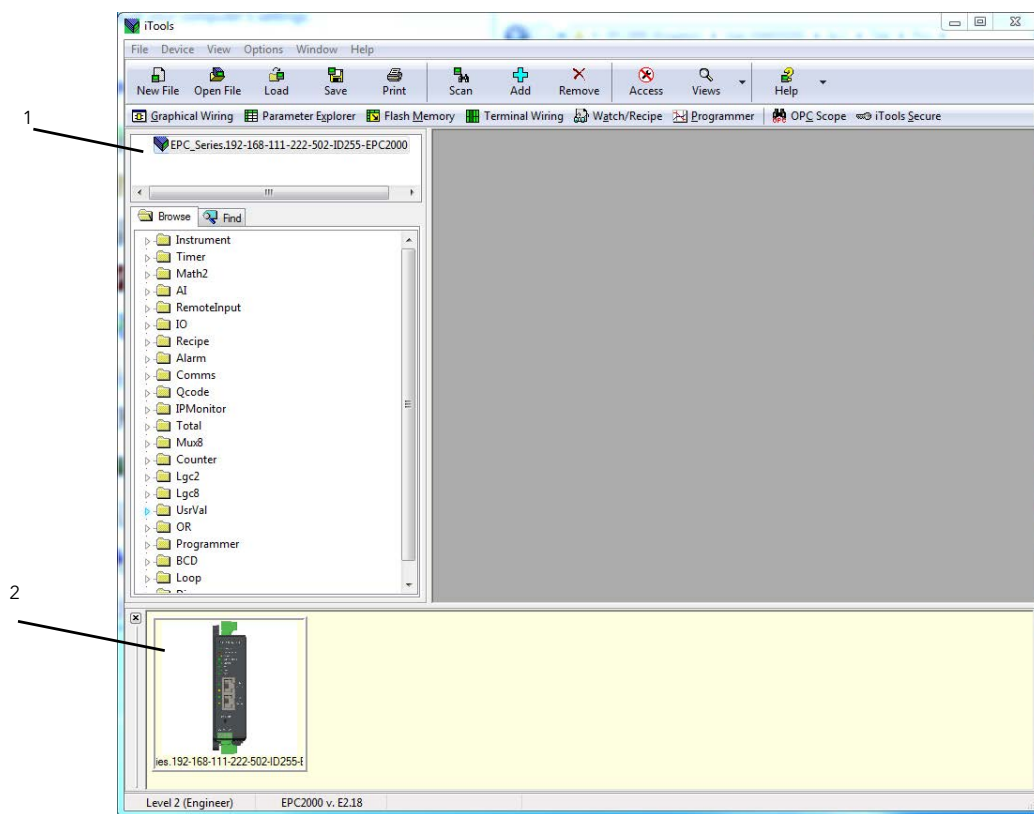 iTools
File Device View Options Window Help
New File Open File Load Save Print Scan Add Remove Access Views Help
Graphical Wiring Parameter Explorer Flash Memory Terminal Wiring Watch/Recipe Programmer OPC Scope iTools Secure
1
EPC_Series.192-168-111-222-502-ID255-EPC2000
Browse Find
Instrument
Timer
Math2
AI
RemoteInput
IO
Recipe
Alarm
Comms
Qcode
IPMonitor
Total
Mux8
Counter
Lgc2
Lgc8
UsrVal
OR
Programmer
BCD
Loop
2
ies.192-168-111-222-502-ID255-E
Level 2 (Engineer) EPC2000 v. E2.18